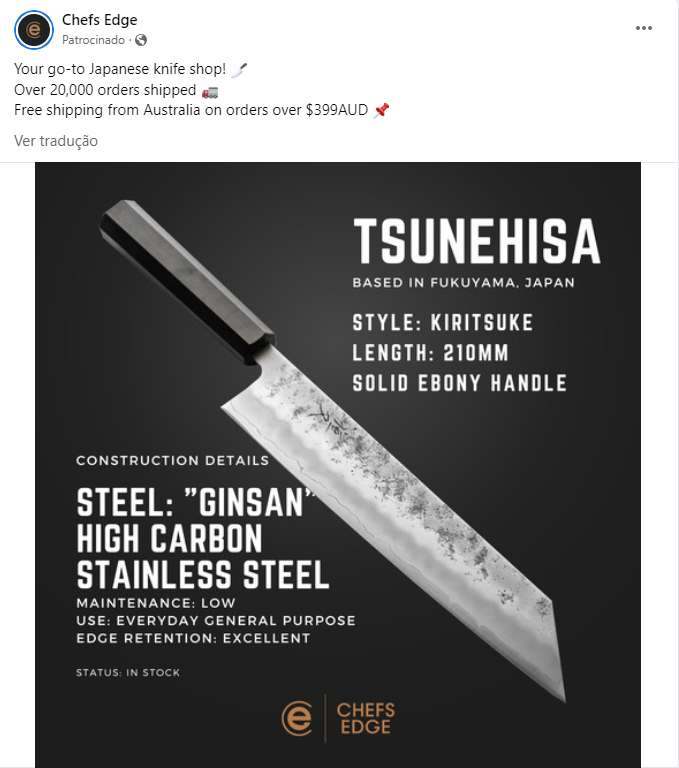 Chefs Edge
Patrocinado ·
Your go-to Japanese knife shop! 🔪
Over 20,000 orders shipped 🚛
Free shipping from Australia on orders over $399AUD 📌
Ver tradução
TSUNEHISA
BASED IN FUKUYAMA, JAPAN
STYLE: KIRITSUKE
LENGTH: 210MM
SOLID EBONY HANDLE
CONSTRUCTION DETAILS
STEEL: "GINSAN"
HIGH CARBON
STAINLESS STEEL
MAINTENANCE: LOW
USE: EVERYDAY GENERAL PURPOSE
EDGE RETENTION: EXCELLENT
STATUS: IN STOCK
CHEFS
EDGE